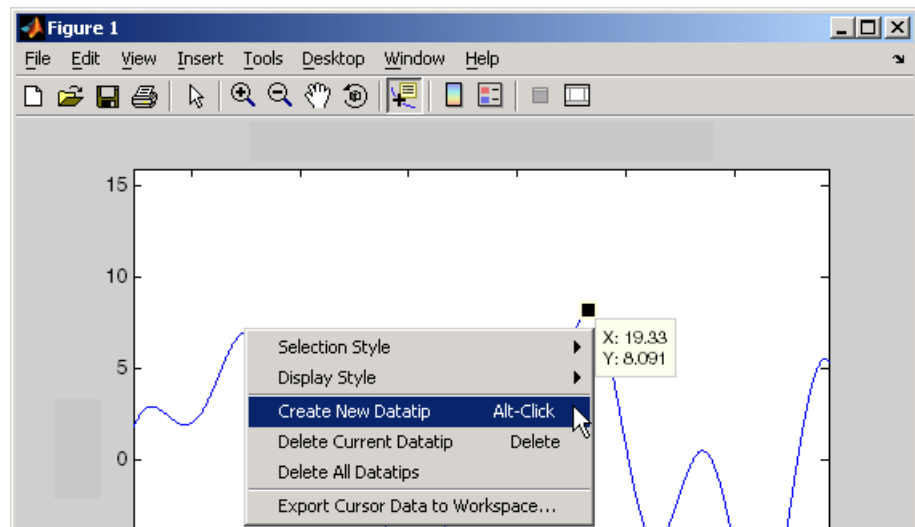 Figure 1
File Edit View Insert Tools Desktop Window Help
15
10
X: 19.33
Y: 8.091
5
0
Selection Style
Display Style
Create New Datatip Alt-Click
Delete Current Datatip Delete
Delete All Datatips
Export Cursor Data to Workspace...